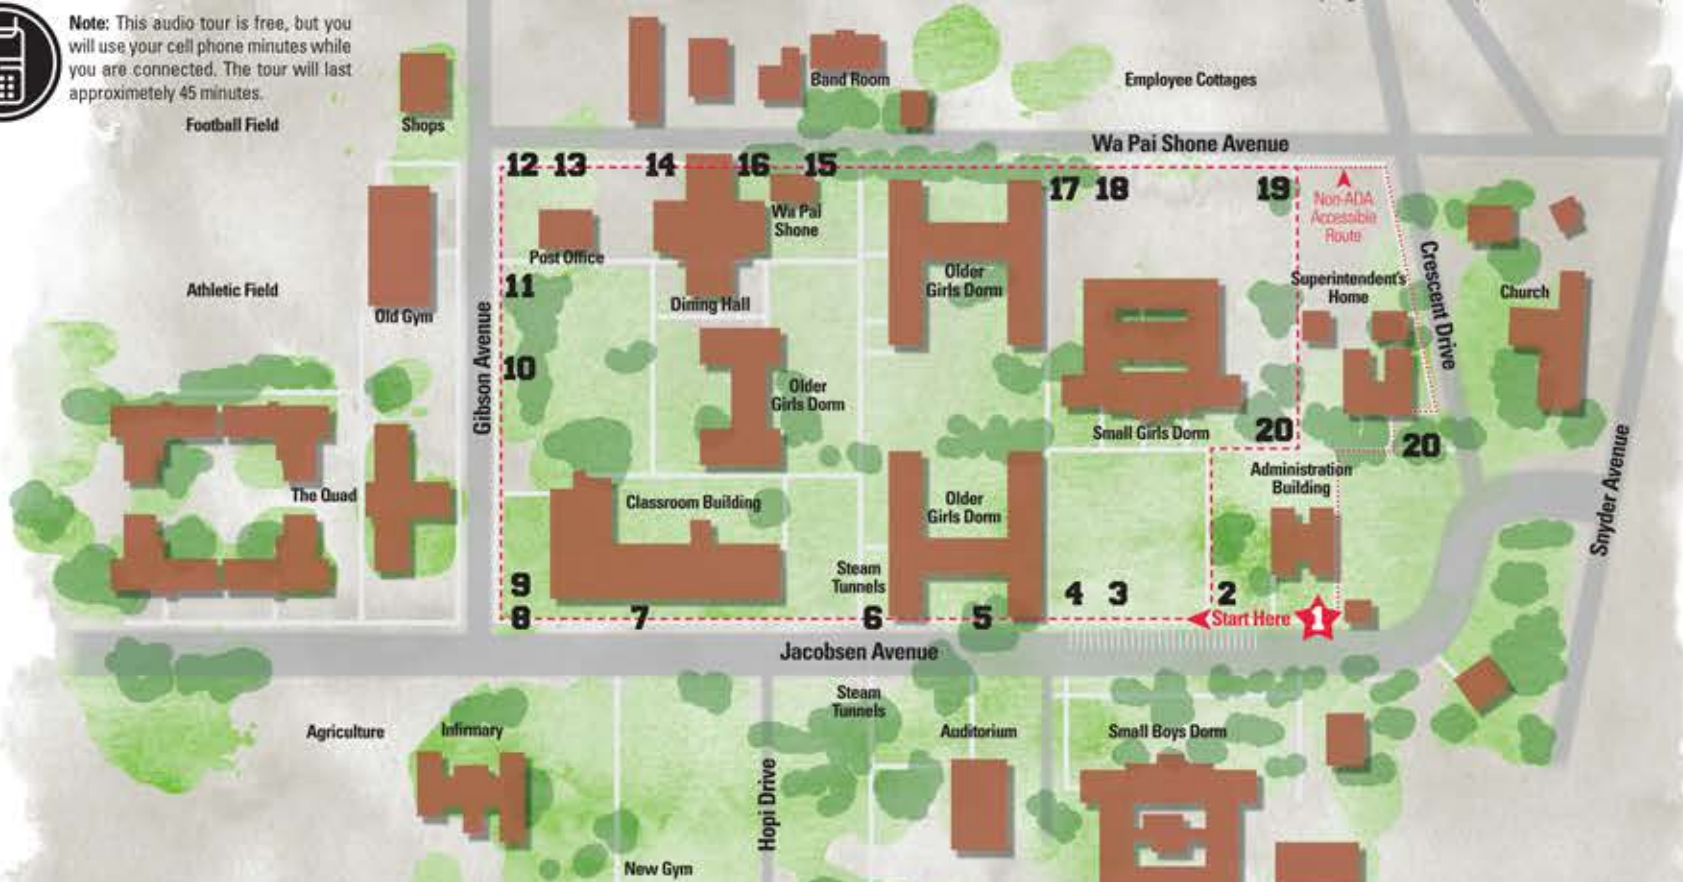 Note: This audio tour is free, but you
will use your cell phone minutes while
you are connected. The tour will last
approximately 45 minutes.
Band Room
Employee Cottages
Football Field
Shops
Wa Pai Shone Avenue
12
13
14
16
15
17
18
19
Non-ADA
Accessible
Route
Wa Pai
Shone
Post Office
Dining Hall
Older
Girls Dorm
Superintendent's
Home
Crescent Drive
Church
Athletic Field
Old Gym
11
Gibson Avenue
10
Older
Girls Dorm
Small Girls Dorm
20
20
The Quad
Classroom Building
Older
Girls Dorm
Administration
Building
Snyder Avenue
Steam
Tunnels
9
8
7
6
5
4
3
2
Start Here
1
Jacobsen Avenue
Steam
Tunnels
Agriculture
Infirmary
Auditorium
Small Boys Dorm
Hopi Drive
New Gym